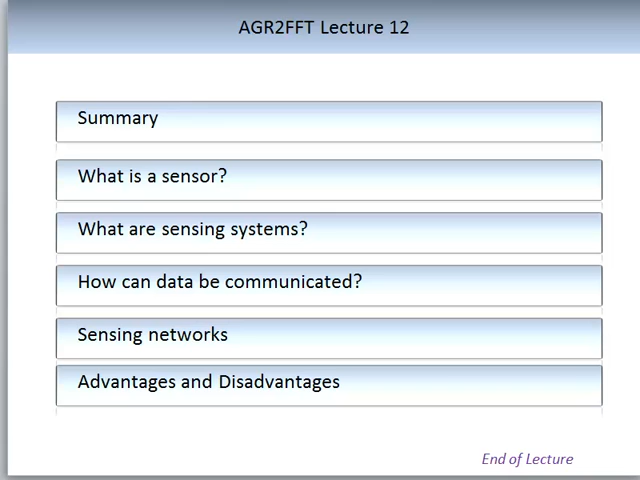 AGR2FFT Lecture 12
Summary
What is a sensor?
What are sensing systems?
How can data be communicated?
Sensing networks
Advantages and Disadvantages
End of Lecture